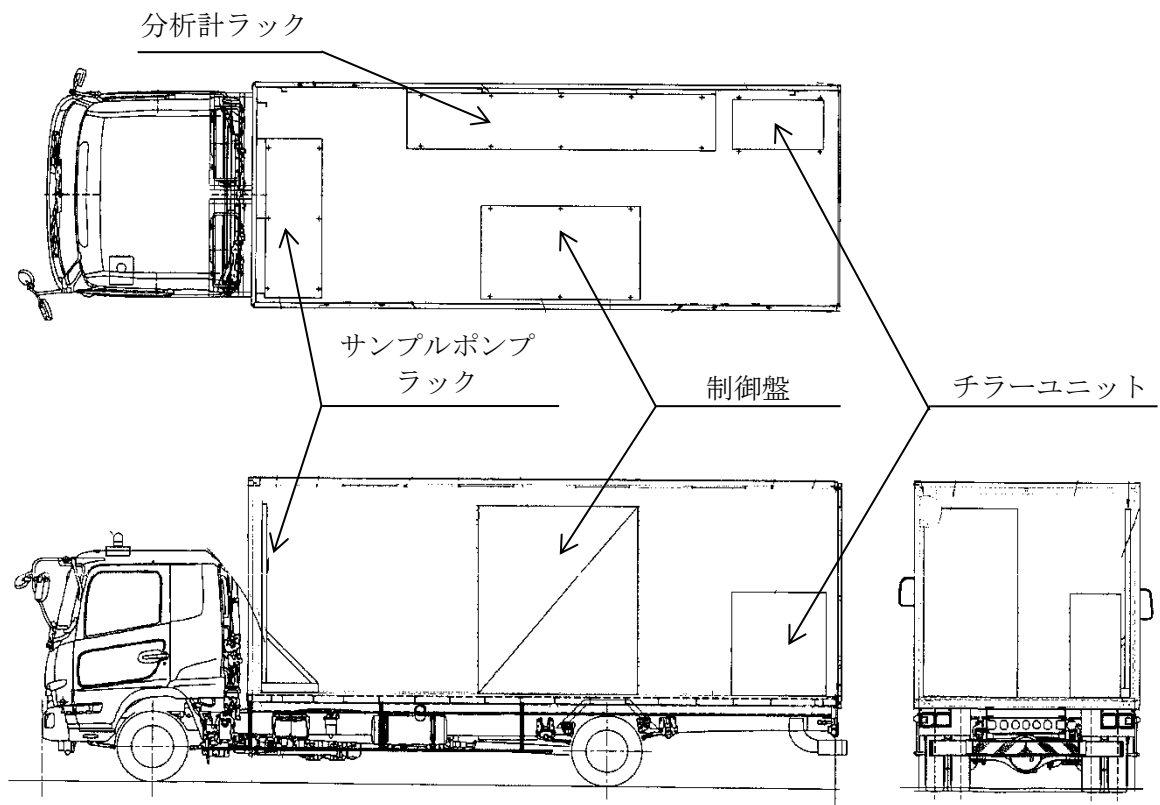 分析計ラック
サンプルポンプ
ラック
制御盤
チラーユニット